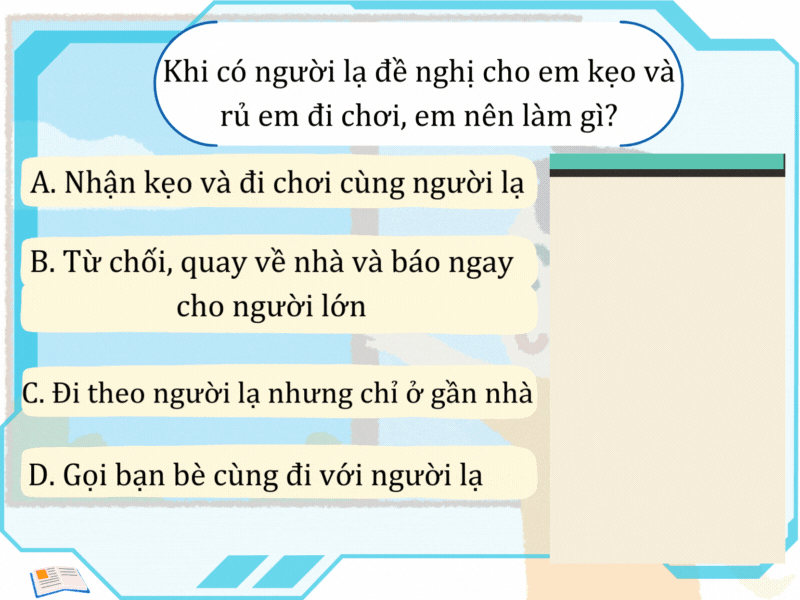 Khi có người lạ đề nghị cho em kẹo và
rủ em đi chơi, em nên làm gì?
A. Nhận kẹo và đi chơi cùng người lạ
B. Từ chối, quay về nhà và báo ngay
cho người lớn
C. Đi theo người lạ nhưng chỉ ở gần nhà
D. Gọi bạn bè cùng đi với người lạ